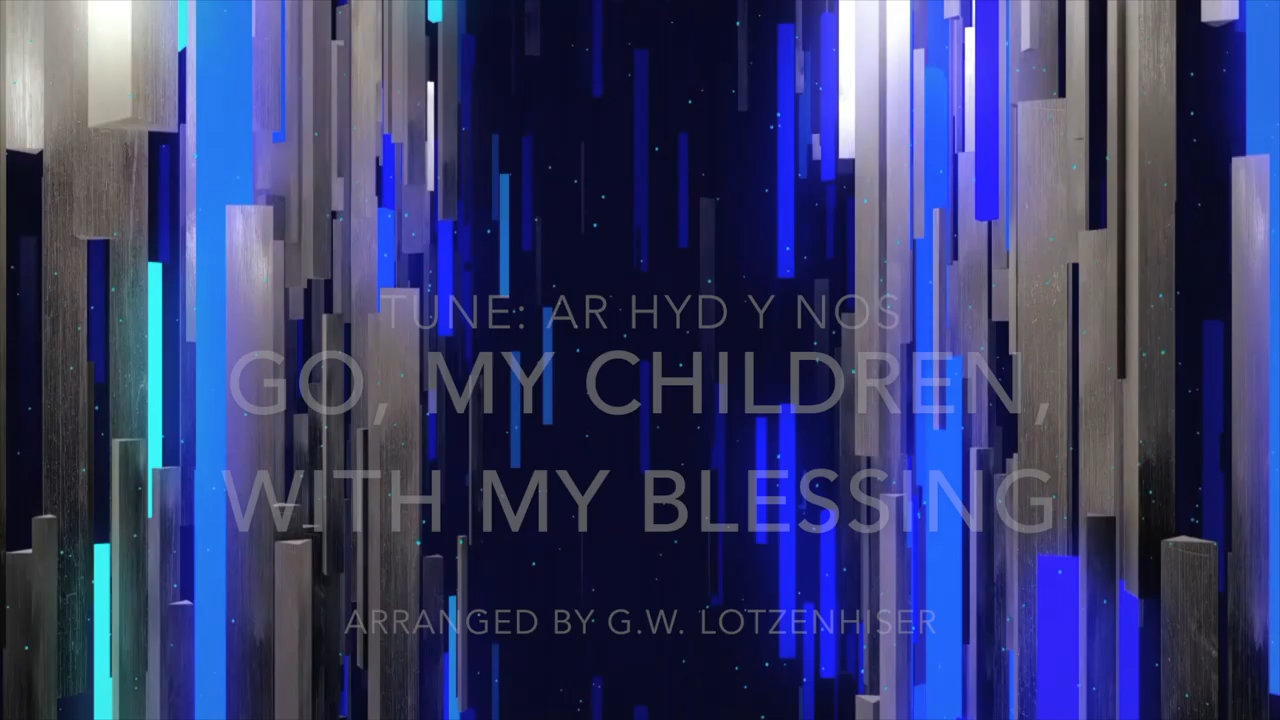 TUNE: AR HYD Y NOS
GO, MY CHILDREN,
WITH MY BLESSING
ARRANGED BY G.W. LOTZENHISER